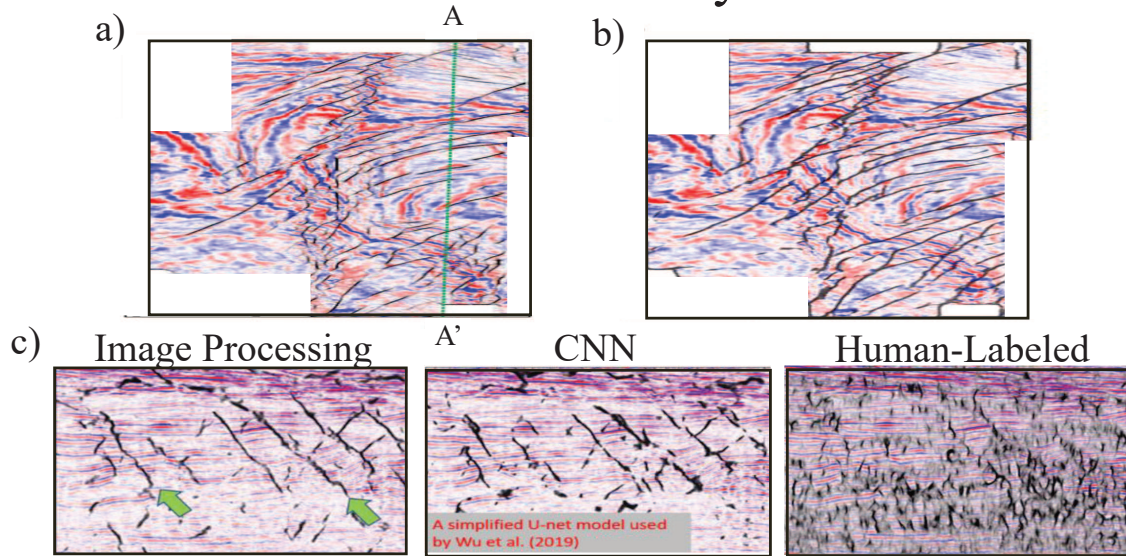 a)
A
b)
A'
c)
Image Processing
CNN
Human-Labeled
A simplified U-net model used
by Wu et al. (2019)